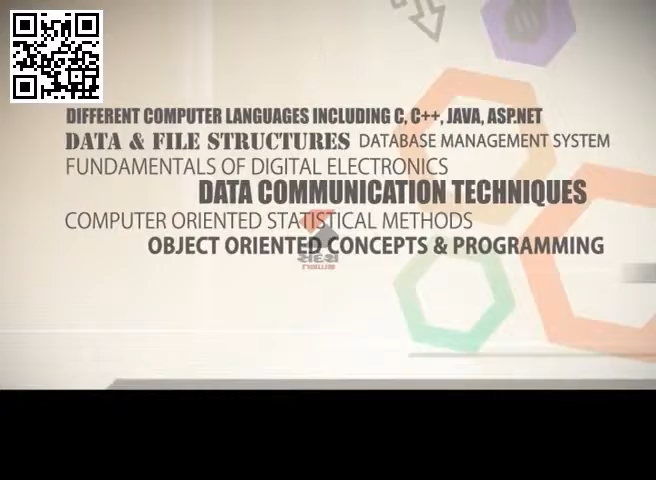 DIFFERENT COMPUTER LANGUAGES INCLUDING C, C++, JAVA, ASP.NET
DATA & FILE STRUCTURES DATABASE MANAGEMENT SYSTEM
FUNDAMENTALS OF DIGITAL ELECTRONICS
DATA COMMUNICATION TECHNIQUES
COMPUTER ORIENTED STATISTICAL METHODS
OBJECT ORIENTED CONCEPTS & PROGRAMMING
સંદેશ